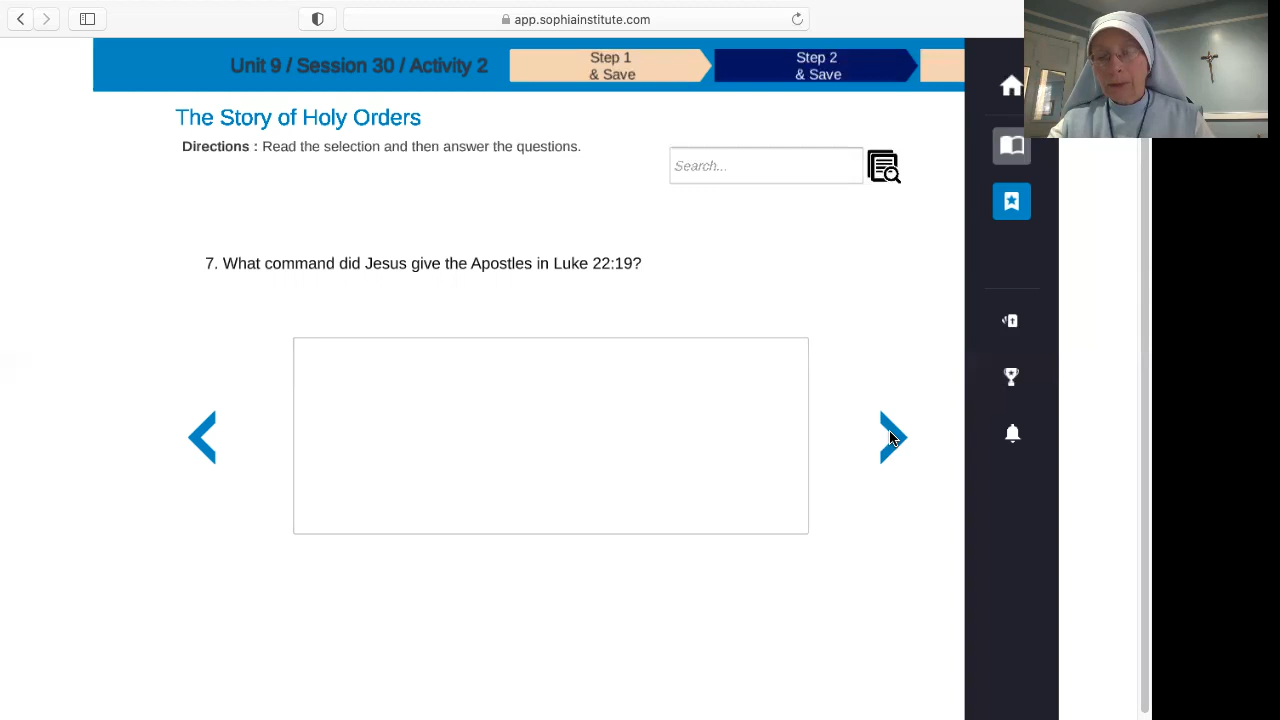 app.sophiainstitute.com
Unit 9 / Session 30 / Activity 2
Step 1
& Save
Step 2
& Save
The Story of Holy Orders
Directions : Read the selection and then answer the questions.
Search...
7. What command did Jesus give the Apostles in Luke 22:19?